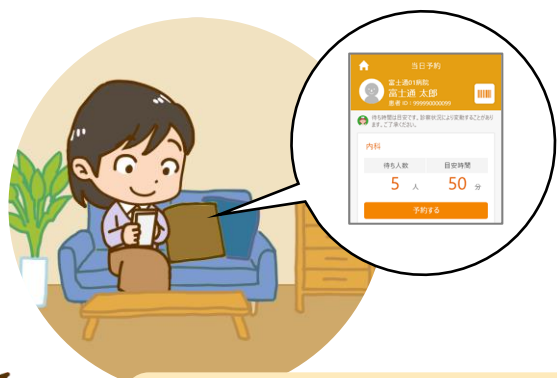 当日予約
富士通01病院
富士通 太郎
患者ID:999990000099
待ち時間は目安です。診察状況により変動することがあり
ます。ご了承ください。
内科
待ち人数 目安時間
5 人 50 分
予約する